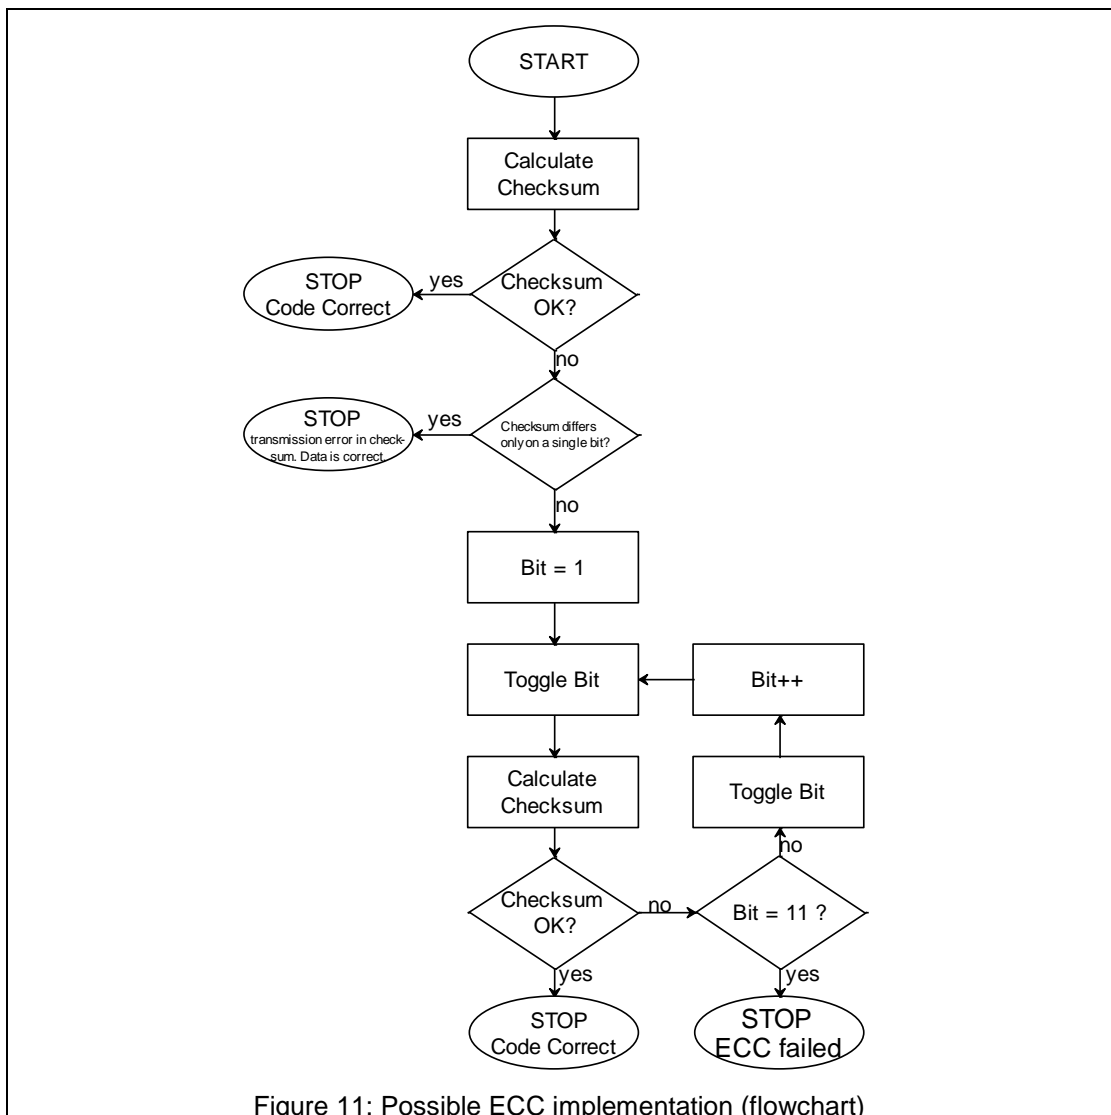 START
Calculate
Checksum
Checksum
OK?
yes
STOP
Code Correct
no
Checksum differs
only on a single bit?
yes
STOP
transmission error in check-
sum. Data is correct.
no
Bit = 1
Toggle Bit
Bit++
Calculate
Checksum
Toggle Bit
no
Checksum
OK?
no
Bit = 11 ?
yes
yes
STOP
Code Correct
STOP
ECC failed
Figure 11: Possible ECC implementation (flowchart)